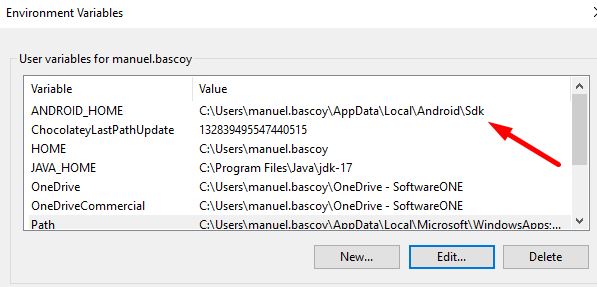 Environment Variables
User variables for manuel.bascoy
Variable Value
ANDROID_HOME C:\Users\manuel.bascoy\AppData\Local\Android\Sdk
ChocolateyLastPathUpdate 132839495547440515
HOME C:\Users\manuel.bascoy
JAVA_HOME C:\Program Files\Java\jdk-17
OneDrive C:\Users\manuel.bascoy\OneDrive - SoftwareONE
OneDriveCommercial C:\Users\manuel.bascoy\OneDrive - SoftwareONE
Path C:\Users\manuel.bascoy\AppData\Local\Microsoft\WindowsApps;...
New... Edit... Delete